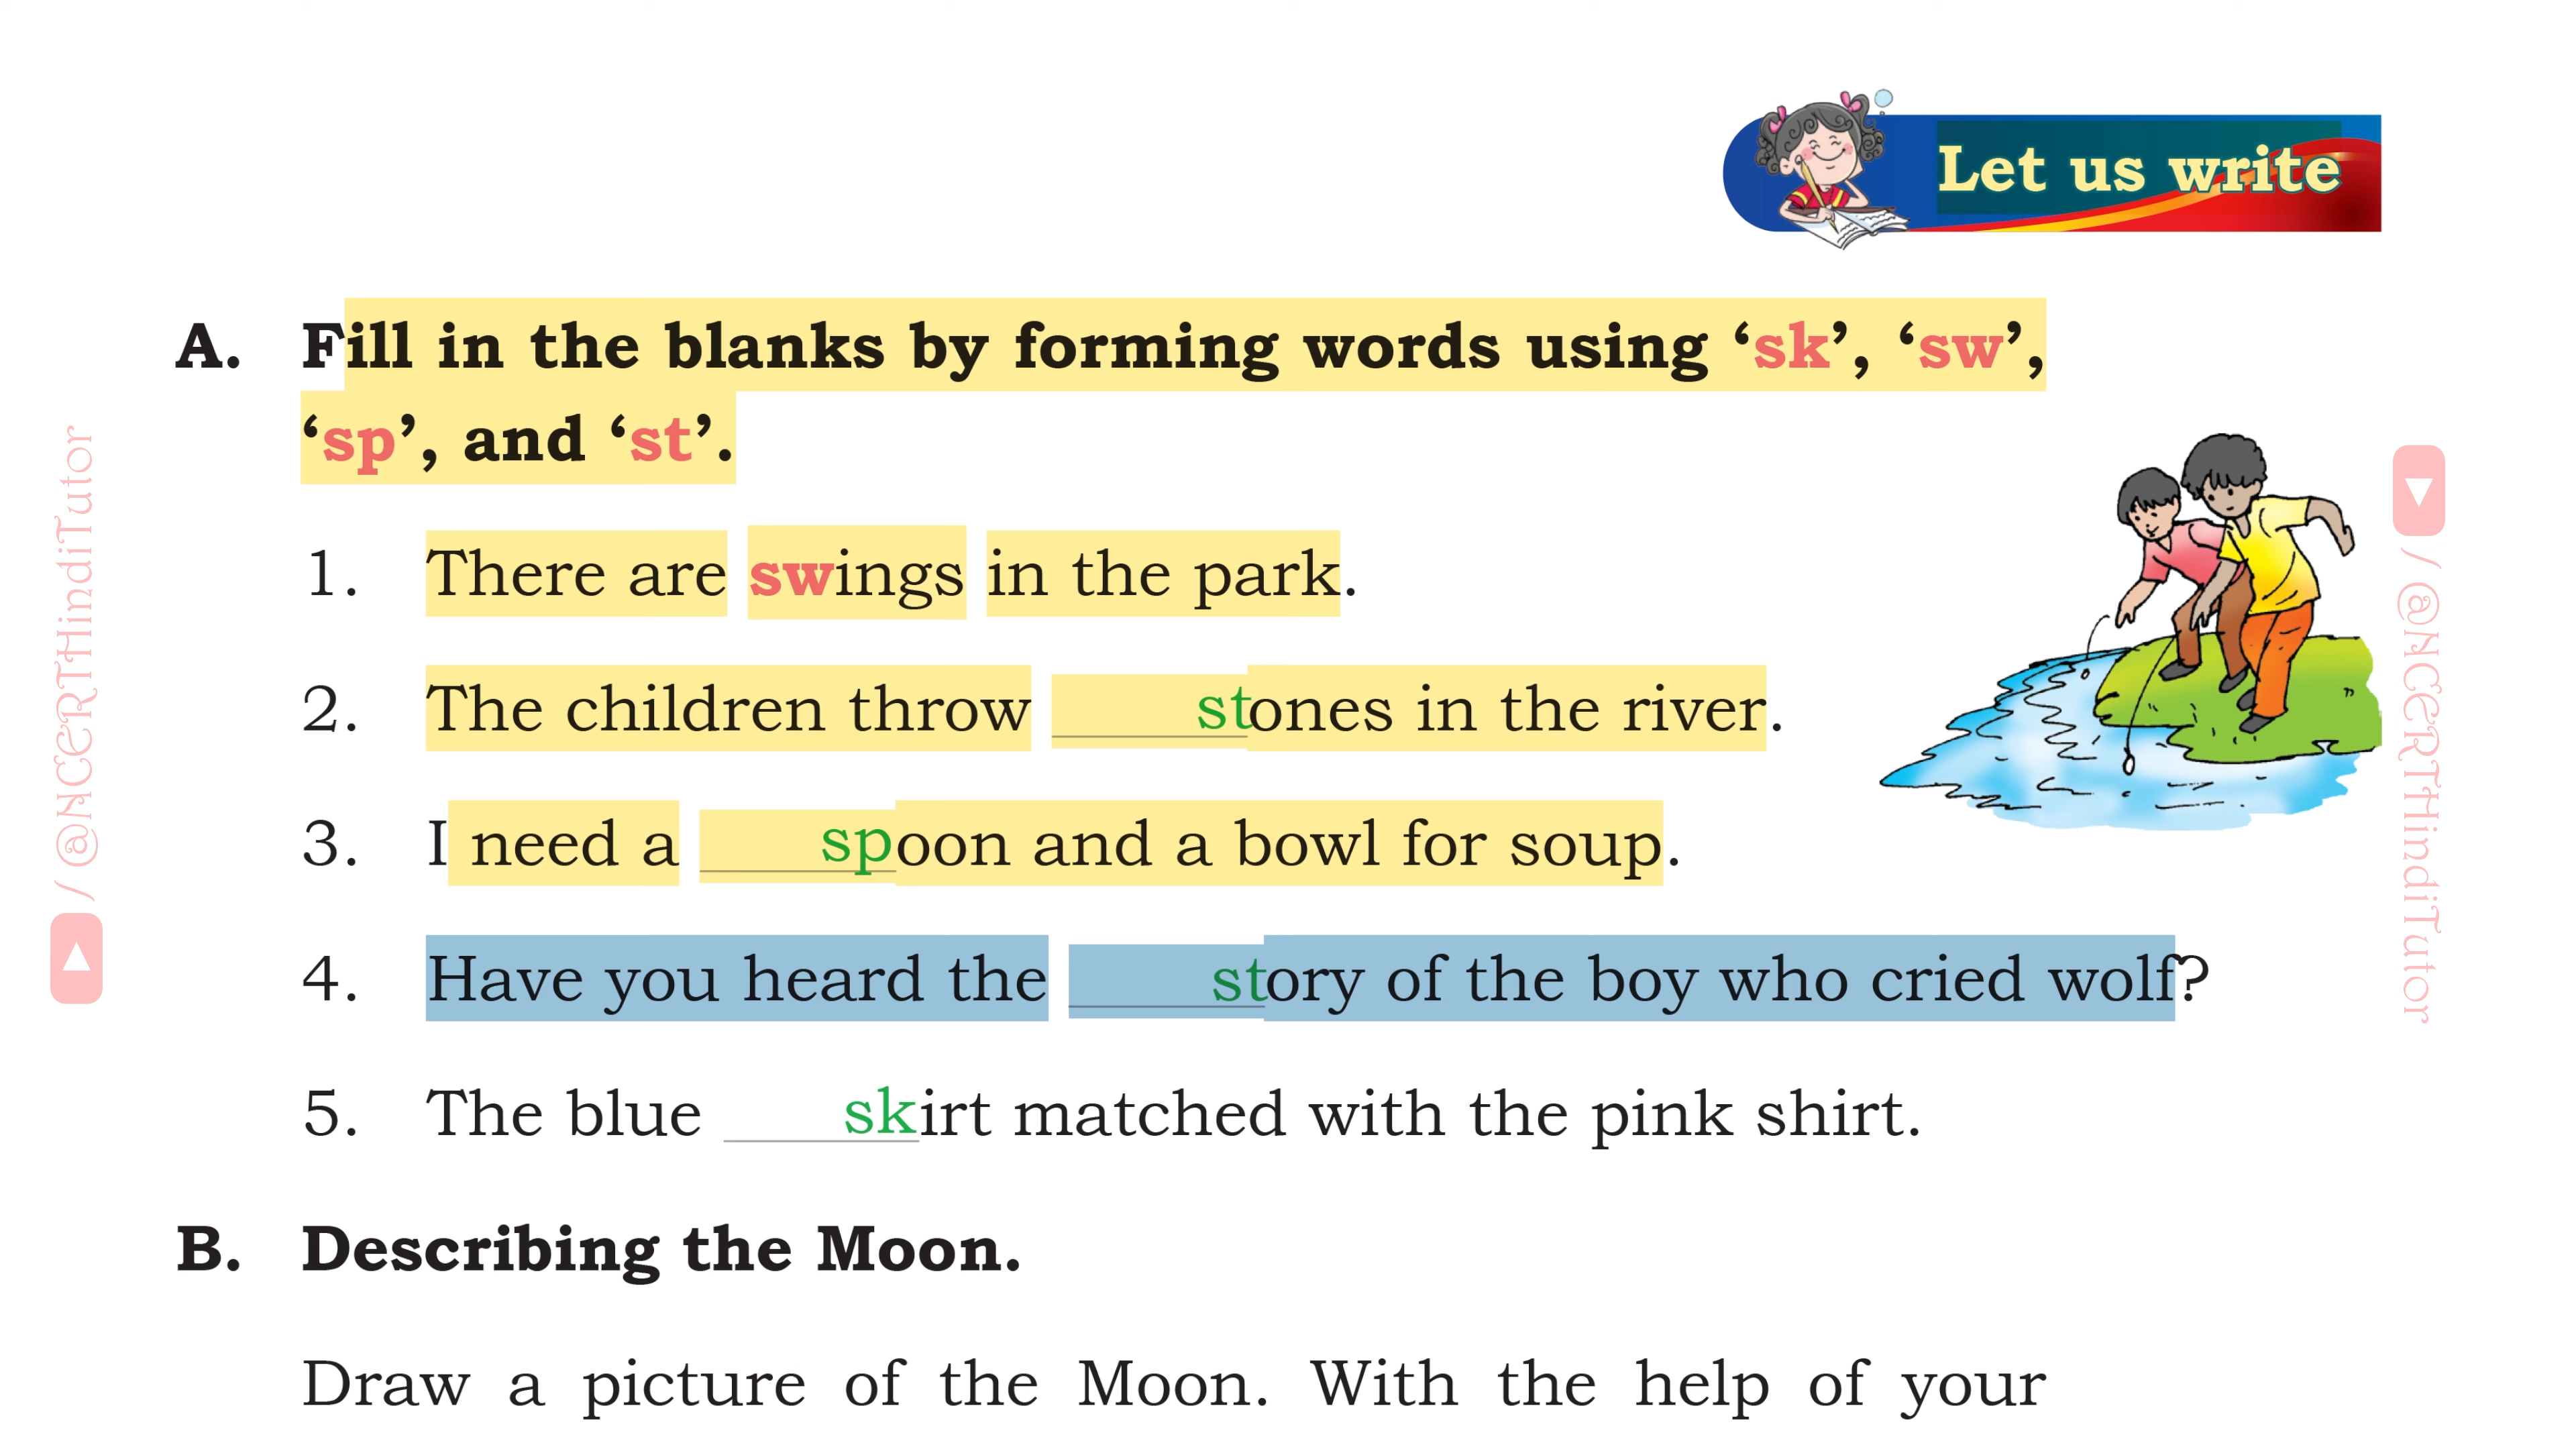 Let us write
A. Fill in the blanks by forming words using ‘sk’, ‘sw’,
‘sp’, and ‘st’.
1. There are swings in the park.
2. The children throw stones in the river.
3. I need a spoon and a bowl for soup.
4. Have you heard the story of the boy who cried wolf?
5. The blue skirt matched with the pink shirt.
B. Describing the Moon.
Draw a picture of the Moon. With the help of your
/ @NCERTHindiTutor
/ @NCERTHindiTutor